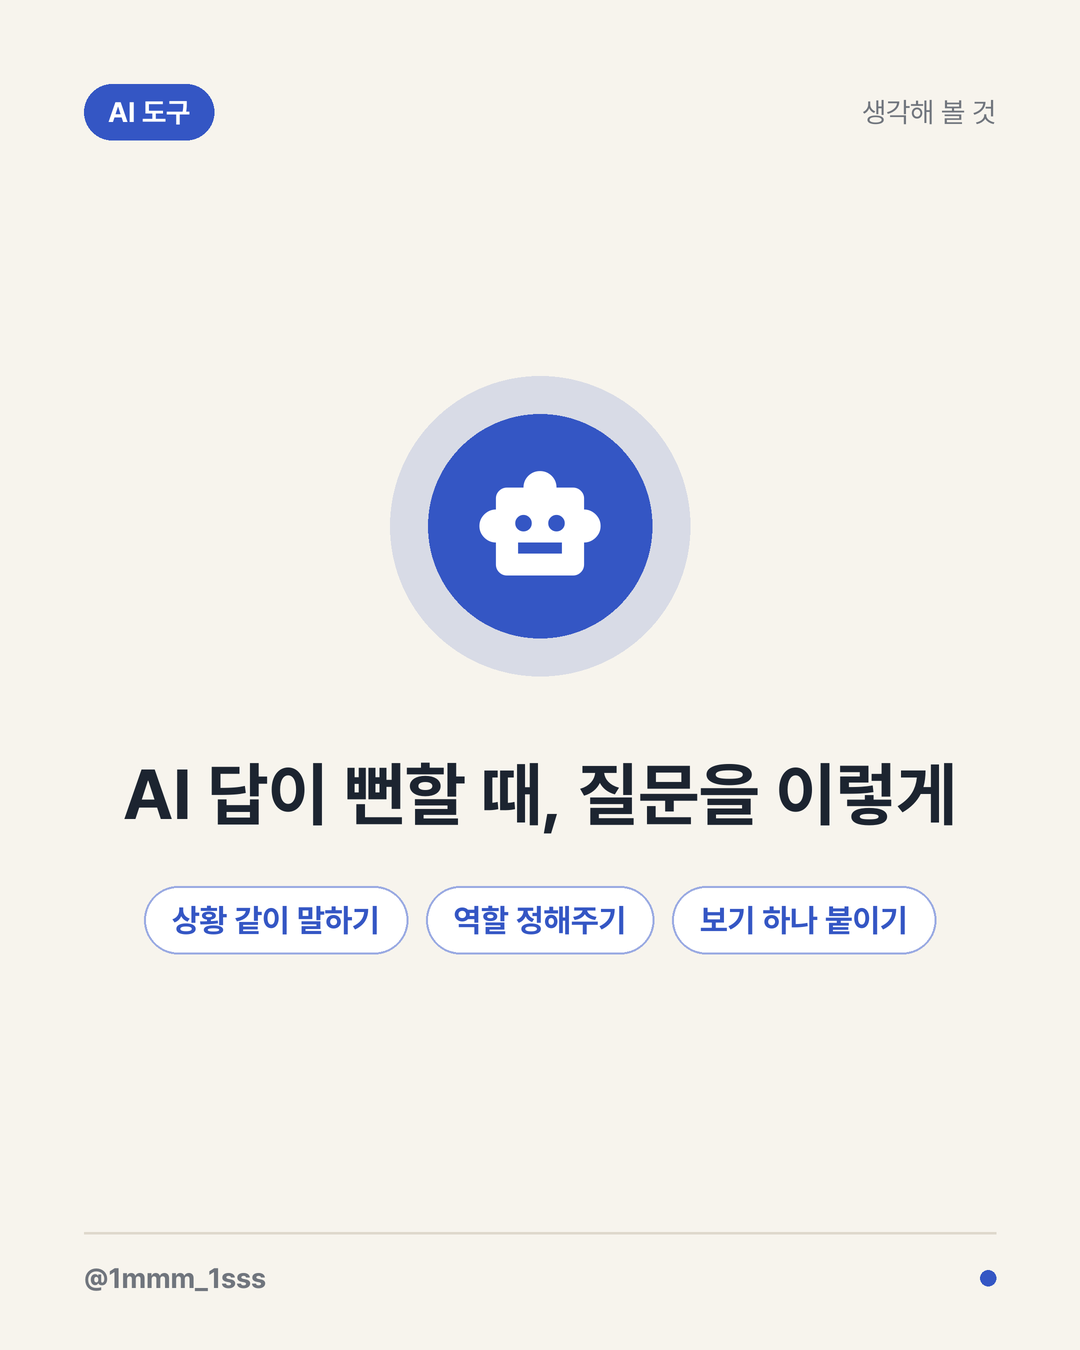 AI 도구
생각해 볼 것
AI 답이 뻔할 때, 질문을 이렇게
상황 같이 말하기
역할 정해주기
보기 하나 붙이기
@1mmm_1sss